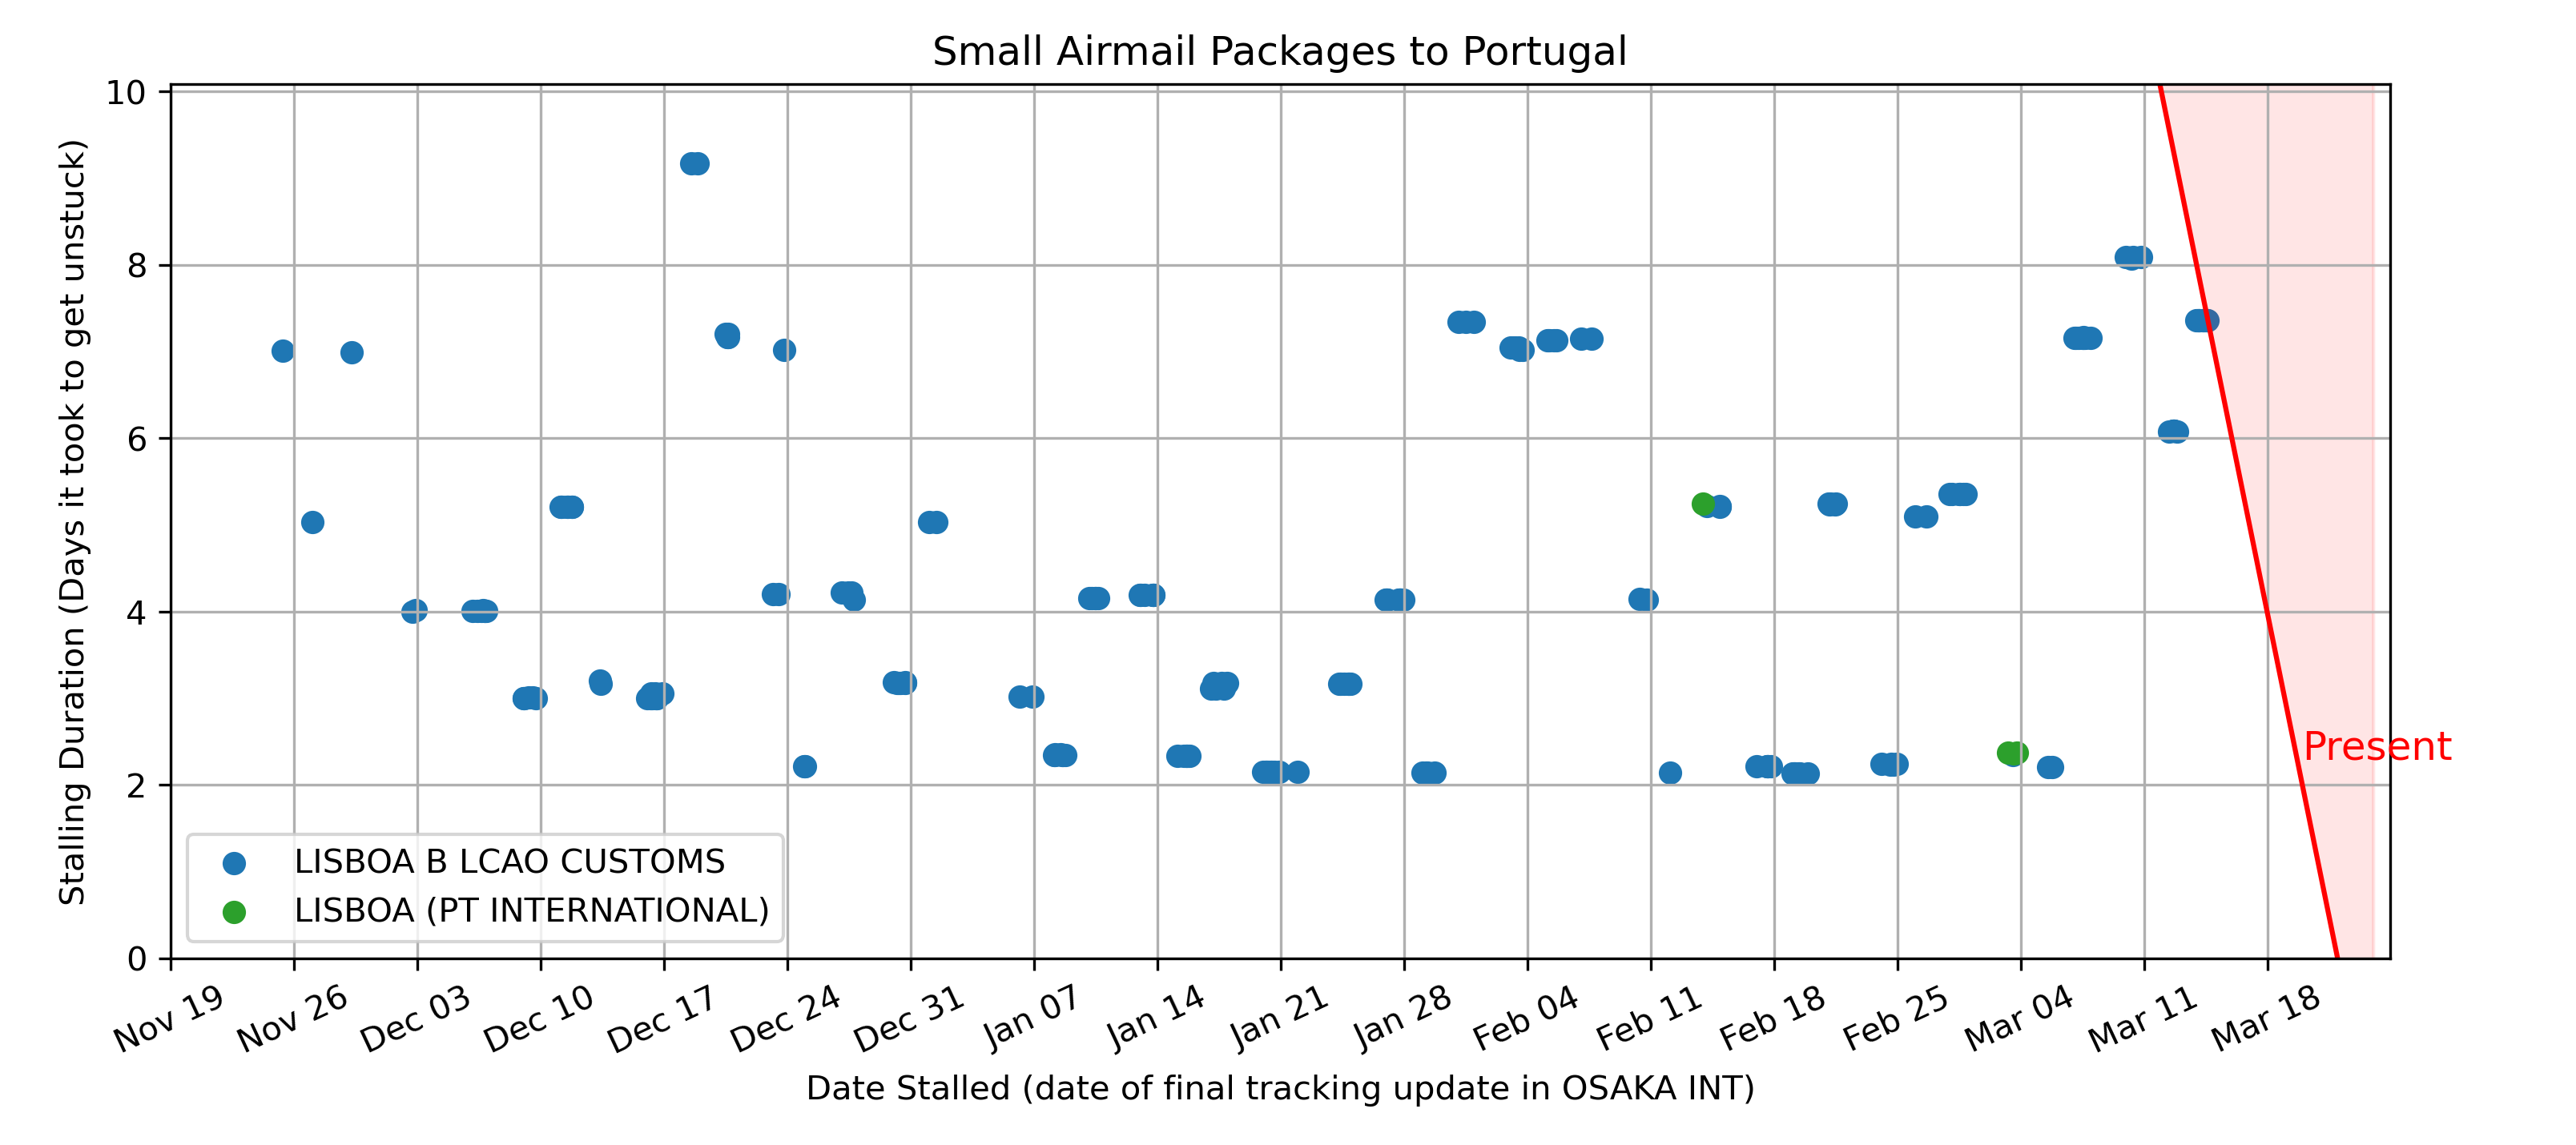 Small Airmail Packages to Portugal
Stalling Duration (Days it took to get unstuck)
10
8
6
4
2
0
Present
LISBOA B LCAO CUSTOMS
LISBOA (PT INTERNATIONAL)
Nov 19
Nov 26
Dec 03
Dec 10
Dec 17
Dec 24
Dec 31
Jan 07
Jan 14
Jan 21
Jan 28
Feb 04
Feb 11
Feb 18
Feb 25
Mar 04
Mar 11
Mar 18
Date Stalled (date of final tracking update in OSAKA INT)